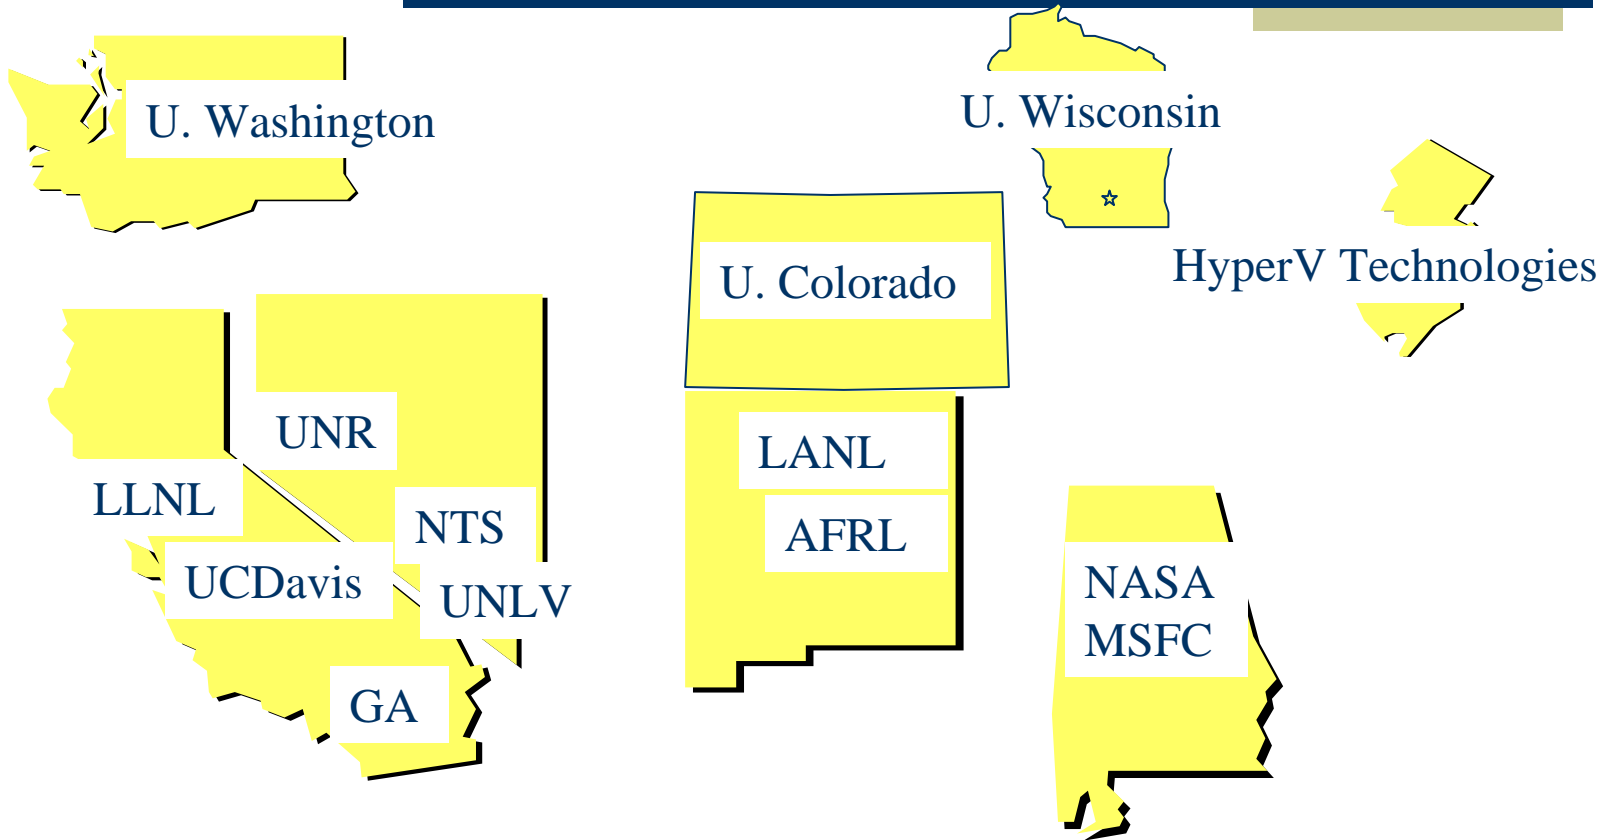 U. Washington
U. Wisconsin
HyperV Technologies
U. Colorado
UNR
LANL
LLNL
NTS
AFRL
UCDavis
UNLV
NASA
MSFC
GA